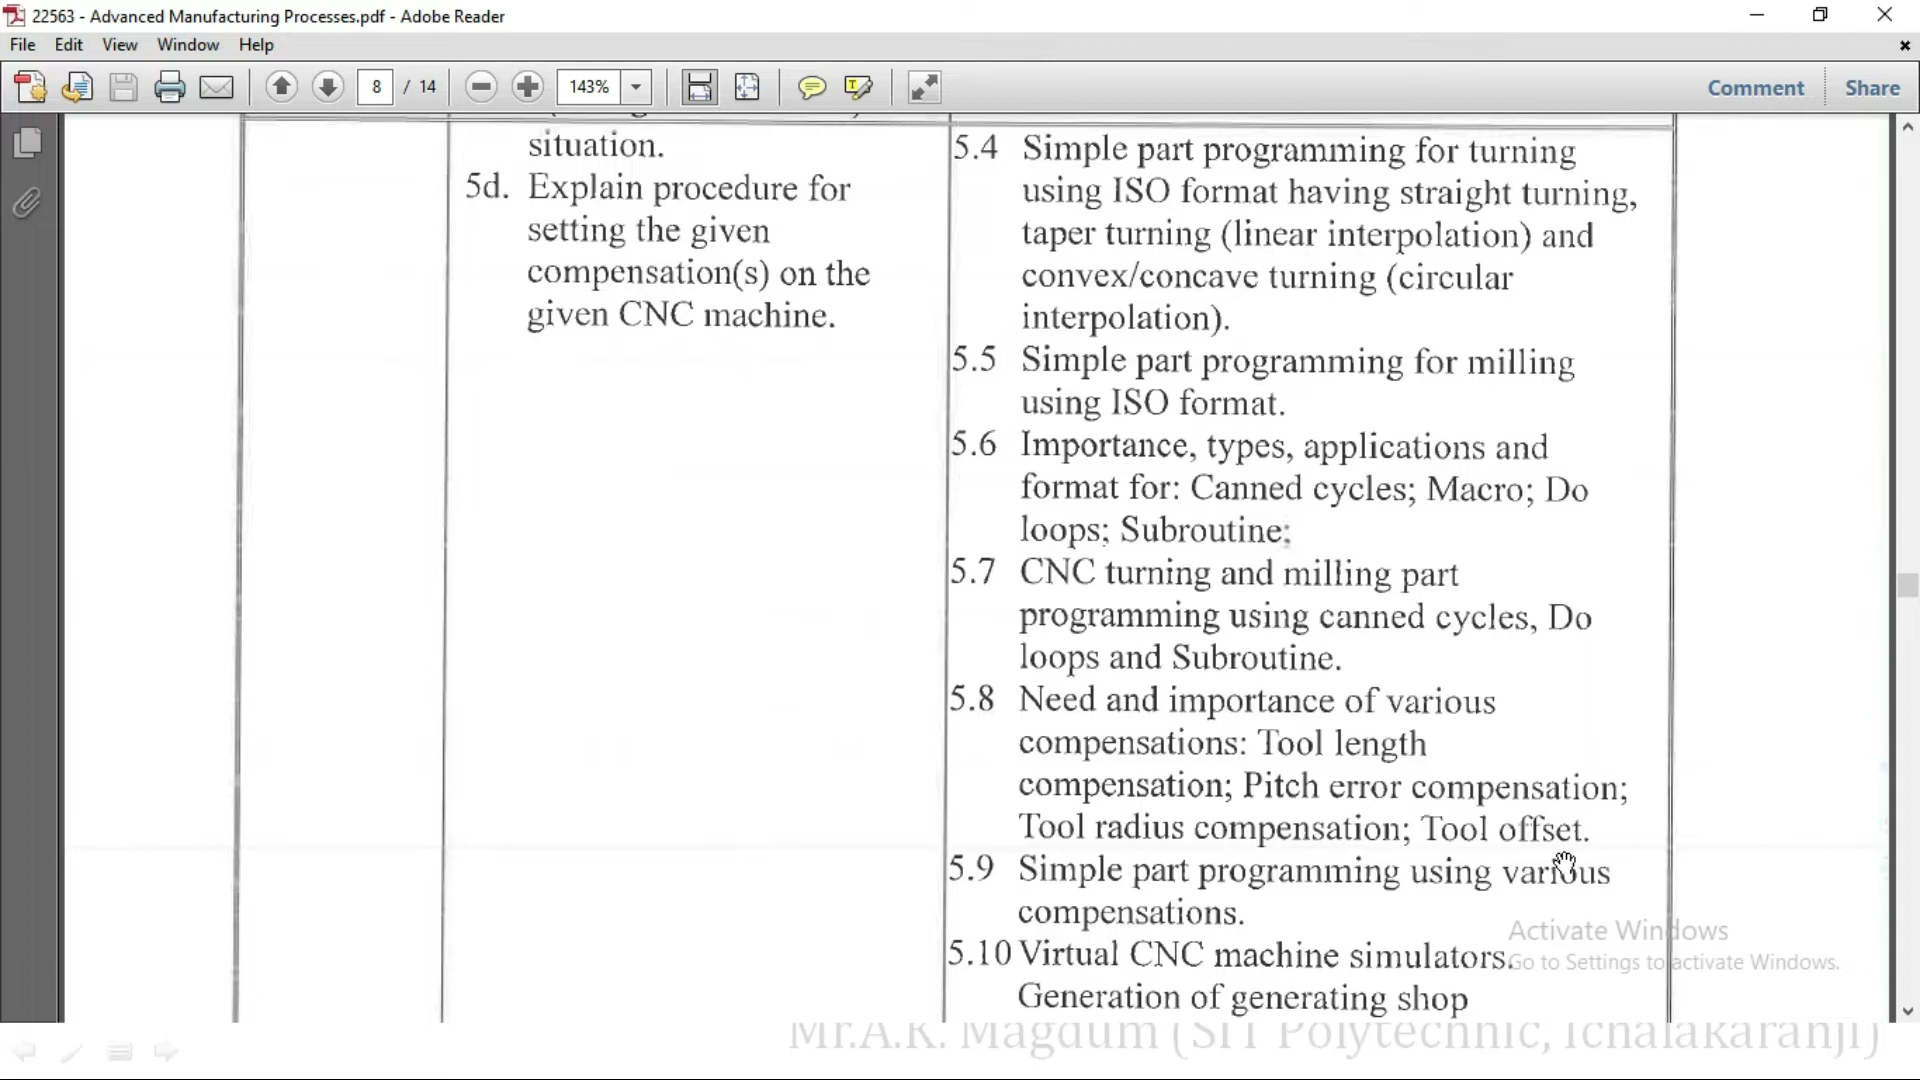 22563 - Advanced Manufacturing Processes.pdf - Adobe Reader
File Edit View Window Help
8 / 14 143% Comment Share
situation.
5d. Explain procedure for
setting the given
compensation(s) on the
given CNC machine.
5.4 Simple part programming for turning
using ISO format having straight turning,
taper turning (linear interpolation) and
convex/concave turning (circular
interpolation).
5.5 Simple part programming for milling
using ISO format.
5.6 Importance, types, applications and
format for: Canned cycles; Macro; Do
loops; Subroutine;
5.7 CNC turning and milling part
programming using canned cycles, Do
loops and Subroutine.
5.8 Need and importance of various
compensations: Tool length
compensation; Pitch error compensation;
Tool radius compensation; Tool offset.
5.9 Simple part programming using various
compensations.
5.10 Virtual CNC machine simulators.
Generation of generating shop
Activate Windows
Go to Settings to activate Windows.
Mr.A.R. Magdum (SIT Polytechnic, Ichalakaranji)